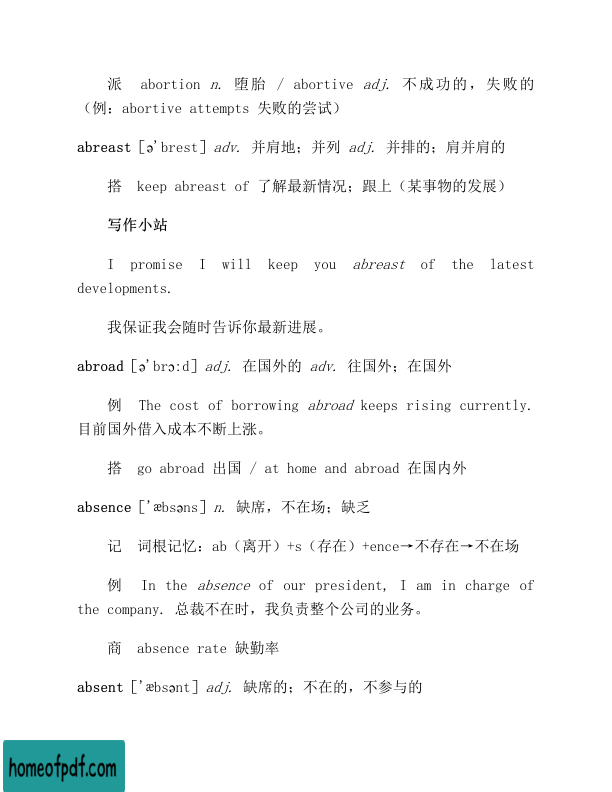 派 abortion n. 堕胎 / abortive adj. 不成功的，失败的
（例：abortive attempts 失败的尝试）
abreast［ə'brest］adv. 并肩地；并列 adj. 并排的；肩并肩的
搭 keep abreast of 了解最新情况；跟上（某事物的发展）
写作小站
I promise I will keep you abreast of the latest
developments.
我保证我会随时告诉你最新进展。
abroad［ə'brɔ:d］adj. 在国外的 adv. 往国外；在国外
例 The cost of borrowing abroad keeps rising currently.
目前国外借入成本不断上涨。
搭 go abroad 出国 / at home and abroad 在国内外
absence［'æbsəns］n. 缺席，不在场；缺乏
记 词根记忆：ab（离开）+s（存在）+ence→不存在→不在场
例 In the absence of our president, I am in charge of
the company. 总裁不在时，我负责整个公司的业务。
商 absence rate 缺勤率
absent［'æbsənt］adj. 缺席的；不在的，不参与的
homeofpdf.com